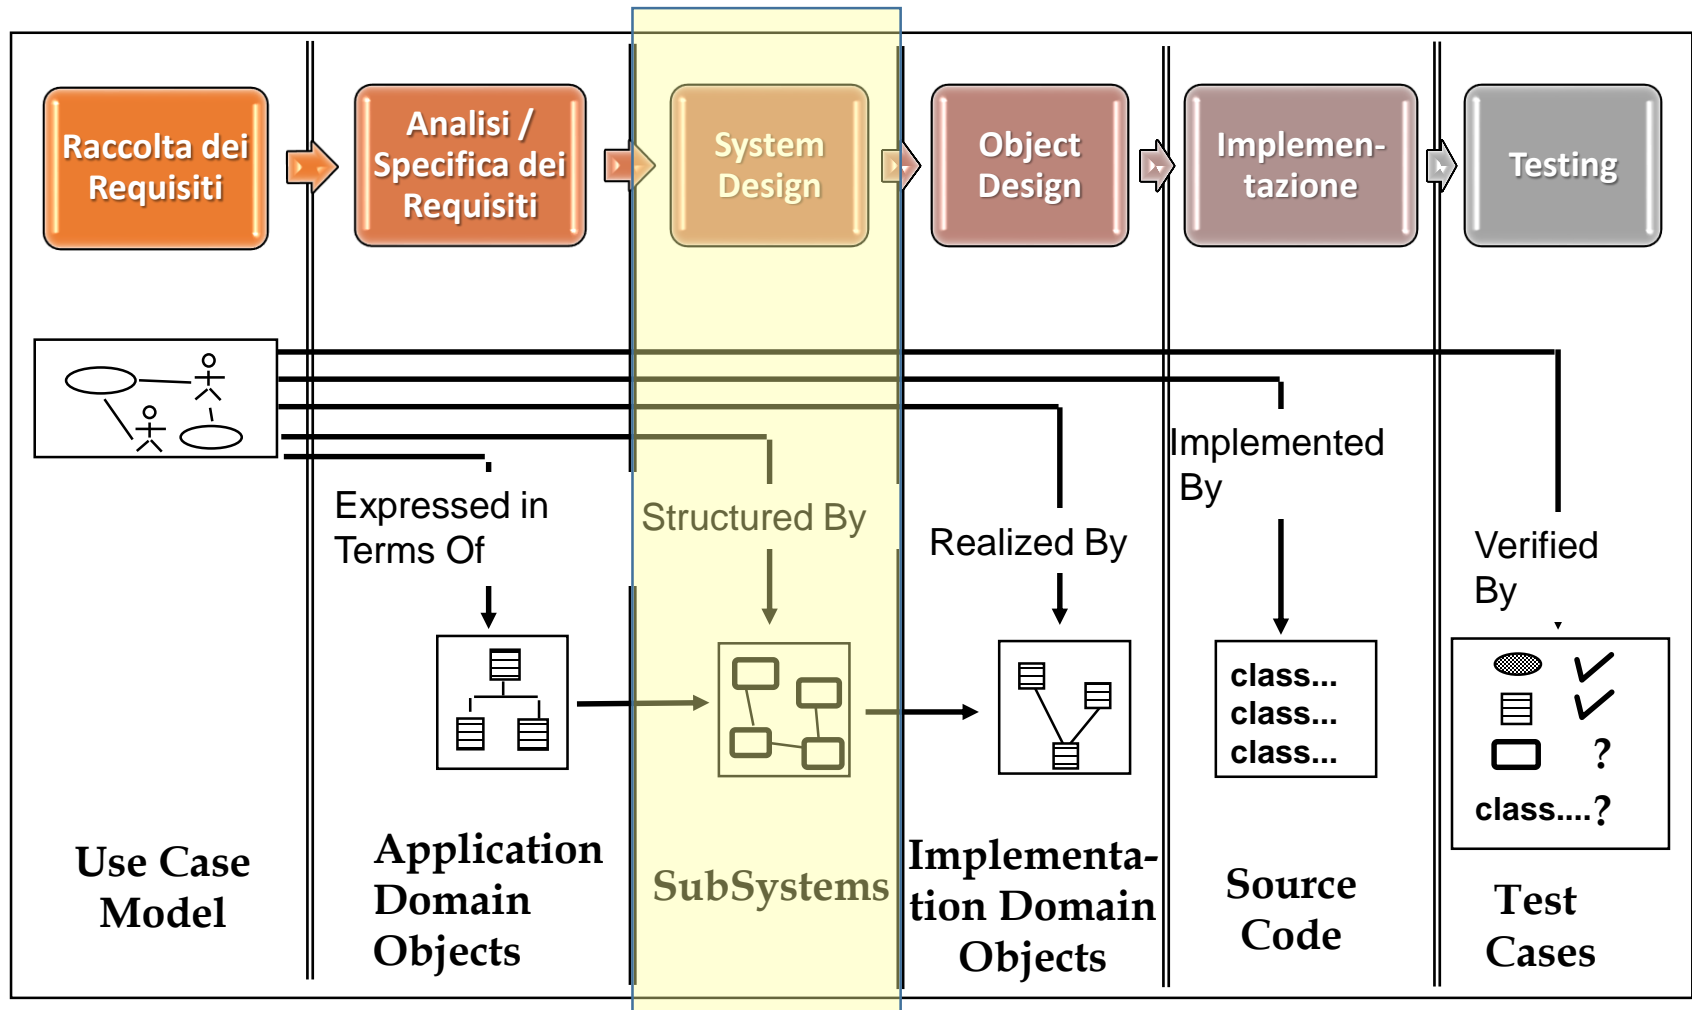 Raccolta dei
Requisiti
Analisi /
Specifica dei
Requisiti
System
Design
Object
Design
Implemen-
tazione
Testing
Expressed in
Terms Of
Structured By
Realized By
Implemented
By
Verified
By
class...
class...
class...
?
class....?
Use Case
Model
Application
Domain
Objects
SubSystems
Implementa-
tion Domain
Objects
Source
Code
Test
Cases